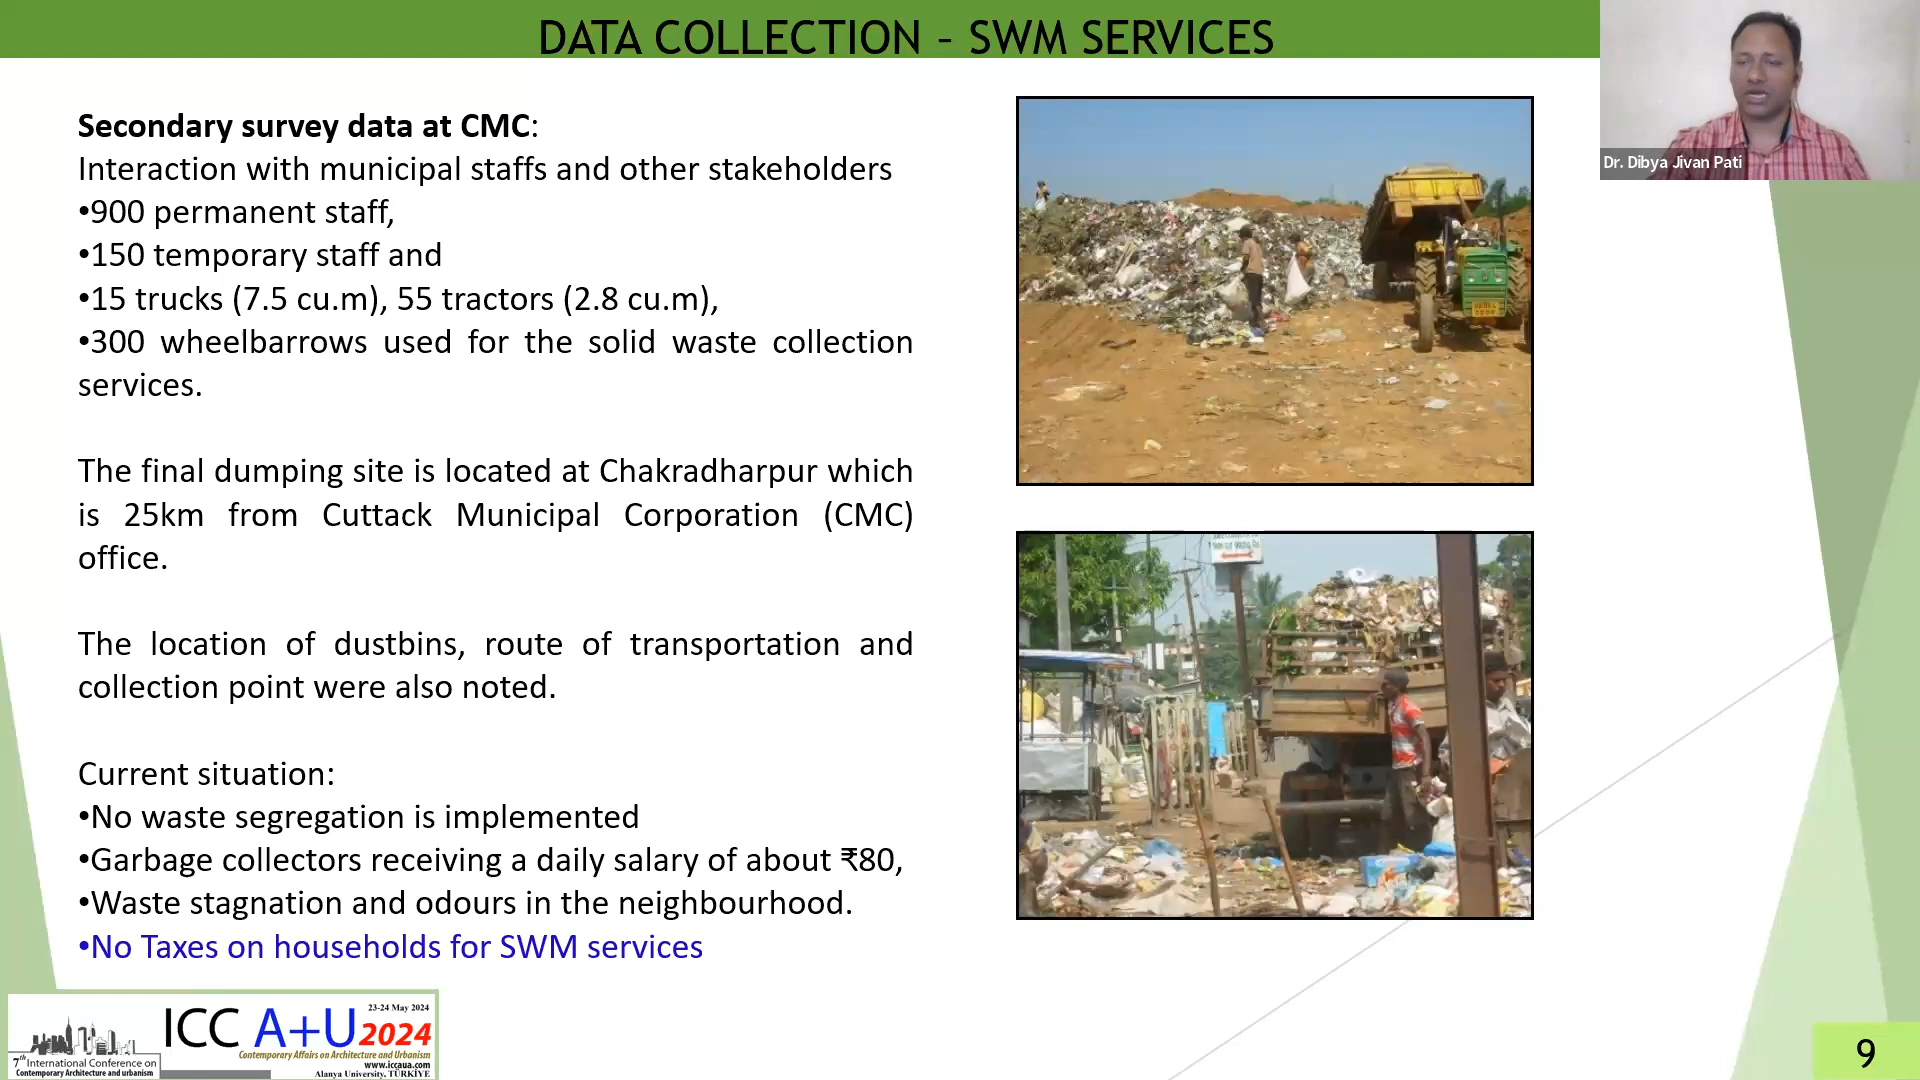 DATA COLLECTION – SWM SERVICES
Dr. Dibya Jivan Pati
Secondary survey data at CMC:
Interaction with municipal staffs and other stakeholders
•900 permanent staff,
•150 temporary staff and
•15 trucks (7.5 cu.m), 55 tractors (2.8 cu.m),
•300 wheelbarrows used for the solid waste collection
services.
The final dumping site is located at Chakradharpur which
is 25km from Cuttack Municipal Corporation (CMC)
office.
The location of dustbins, route of transportation and
collection point were also noted.
Current situation:
•No waste segregation is implemented
•Garbage collectors receiving a daily salary of about ₹80,
•Waste stagnation and odours in the neighbourhood.
•No Taxes on households for SWM services
23-24 May 2024
ICC A+U 2024
Contemporary Affairs on Architecture and Urbanism
www.iccaua.com
Alanya University, TÜRKİYE
7th International Conference on
Contemporary Architecture and urbanism
9